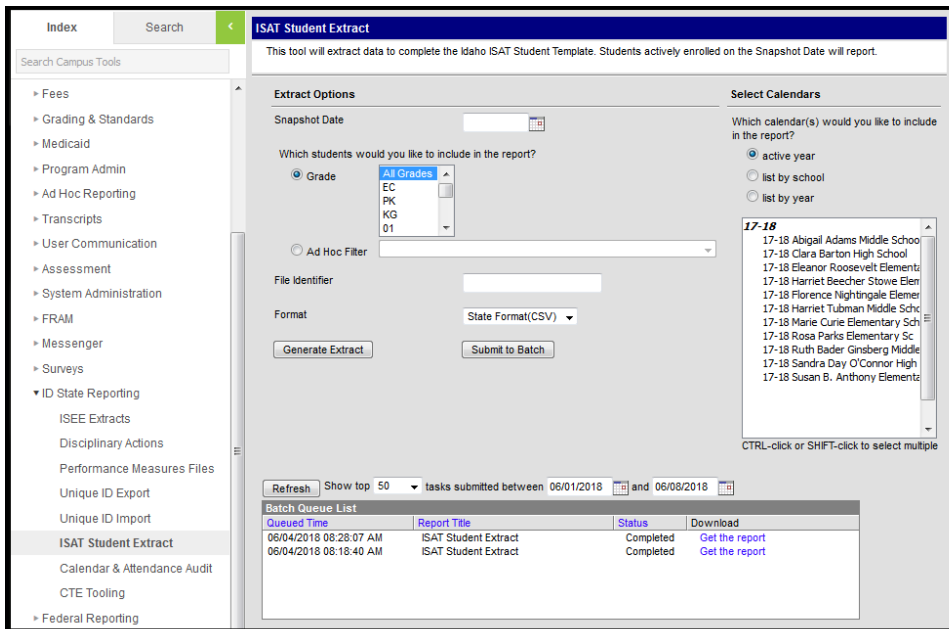 Index
Search
Search Campus Tools
Fees
Grading & Standards
Medicaid
Program Admin
Ad Hoc Reporting
Transcripts
User Communication
Assessment
System Administration
FRAM
Messenger
Surveys
ID State Reporting
ISEE Extracts
Disciplinary Actions
Performance Measures Files
Unique ID Export
Unique ID Import
ISAT Student Extract
Calendar & Attendance Audit
CTE Tooling
Federal Reporting
ISAT Student Extract
This tool will extract data to complete the Idaho ISAT Student Template. Students actively enrolled on the Snapshot Date will report.
Extract Options
Snapshot Date
Which students would you like to include in the report?
Grade
All Grades
EC
PK
KG
01
Ad Hoc Filter
File Identifier
Format
State Format(CSV)
Generate Extract
Submit to Batch
Select Calendars
Which calendar(s) would you like to include
in the report?
active year
list by school
list by year
17-18
17-18 Abigail Adams Middle Schoo
17-18 Clara Barton High School
17-18 Eleanor Roosevelt Elementa
17-18 Harriet Beecher Stowe Elem
17-18 Florence Nightingale Elemen
17-18 Harriet Tubman Middle Scho
17-18 Marie Curie Elementary Sch
17-18 Rosa Parks Elementary Sc
17-18 Ruth Bader Ginsberg Middle
17-18 Sandra Day O'Connor High
17-18 Susan B. Anthony Elementa
CTRL-click or SHIFT-click to select multiple
Refresh Show top 50 tasks submitted between 06/01/2018 and 06/08/2018
Batch Queue List
Queued Time Report Title Status Download
06/04/2018 08:28:07 AM ISAT Student Extract Completed Get the report
06/04/2018 08:18:40 AM ISAT Student Extract Completed Get the report